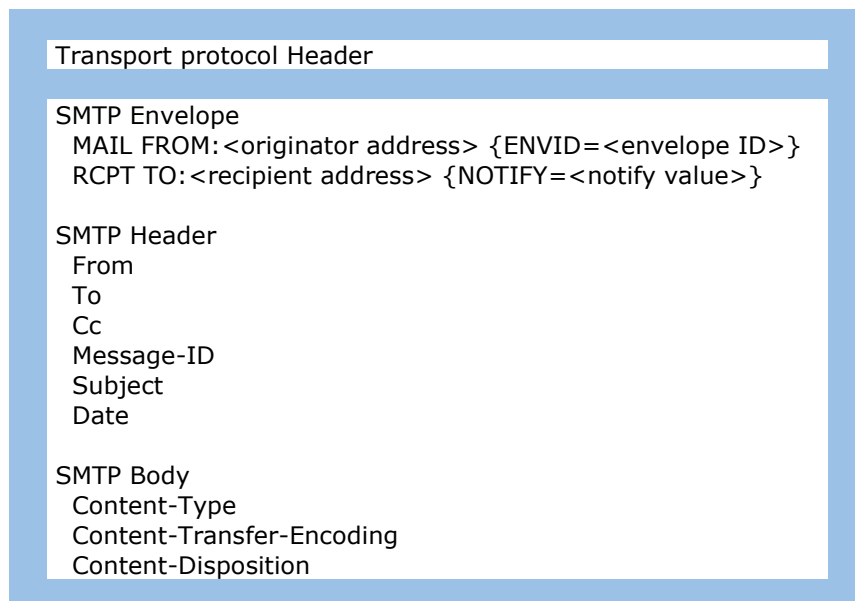 Transport protocol Header
SMTP Envelope
MAIL FROM:<originator address> {ENVID=<envelope ID>}
RCPT TO:<recipient address> {NOTIFY=<notify value>}
SMTP Header
From
To
Cc
Message-ID
Subject
Date
SMTP Body
Content-Type
Content-Transfer-Encoding
Content-Disposition